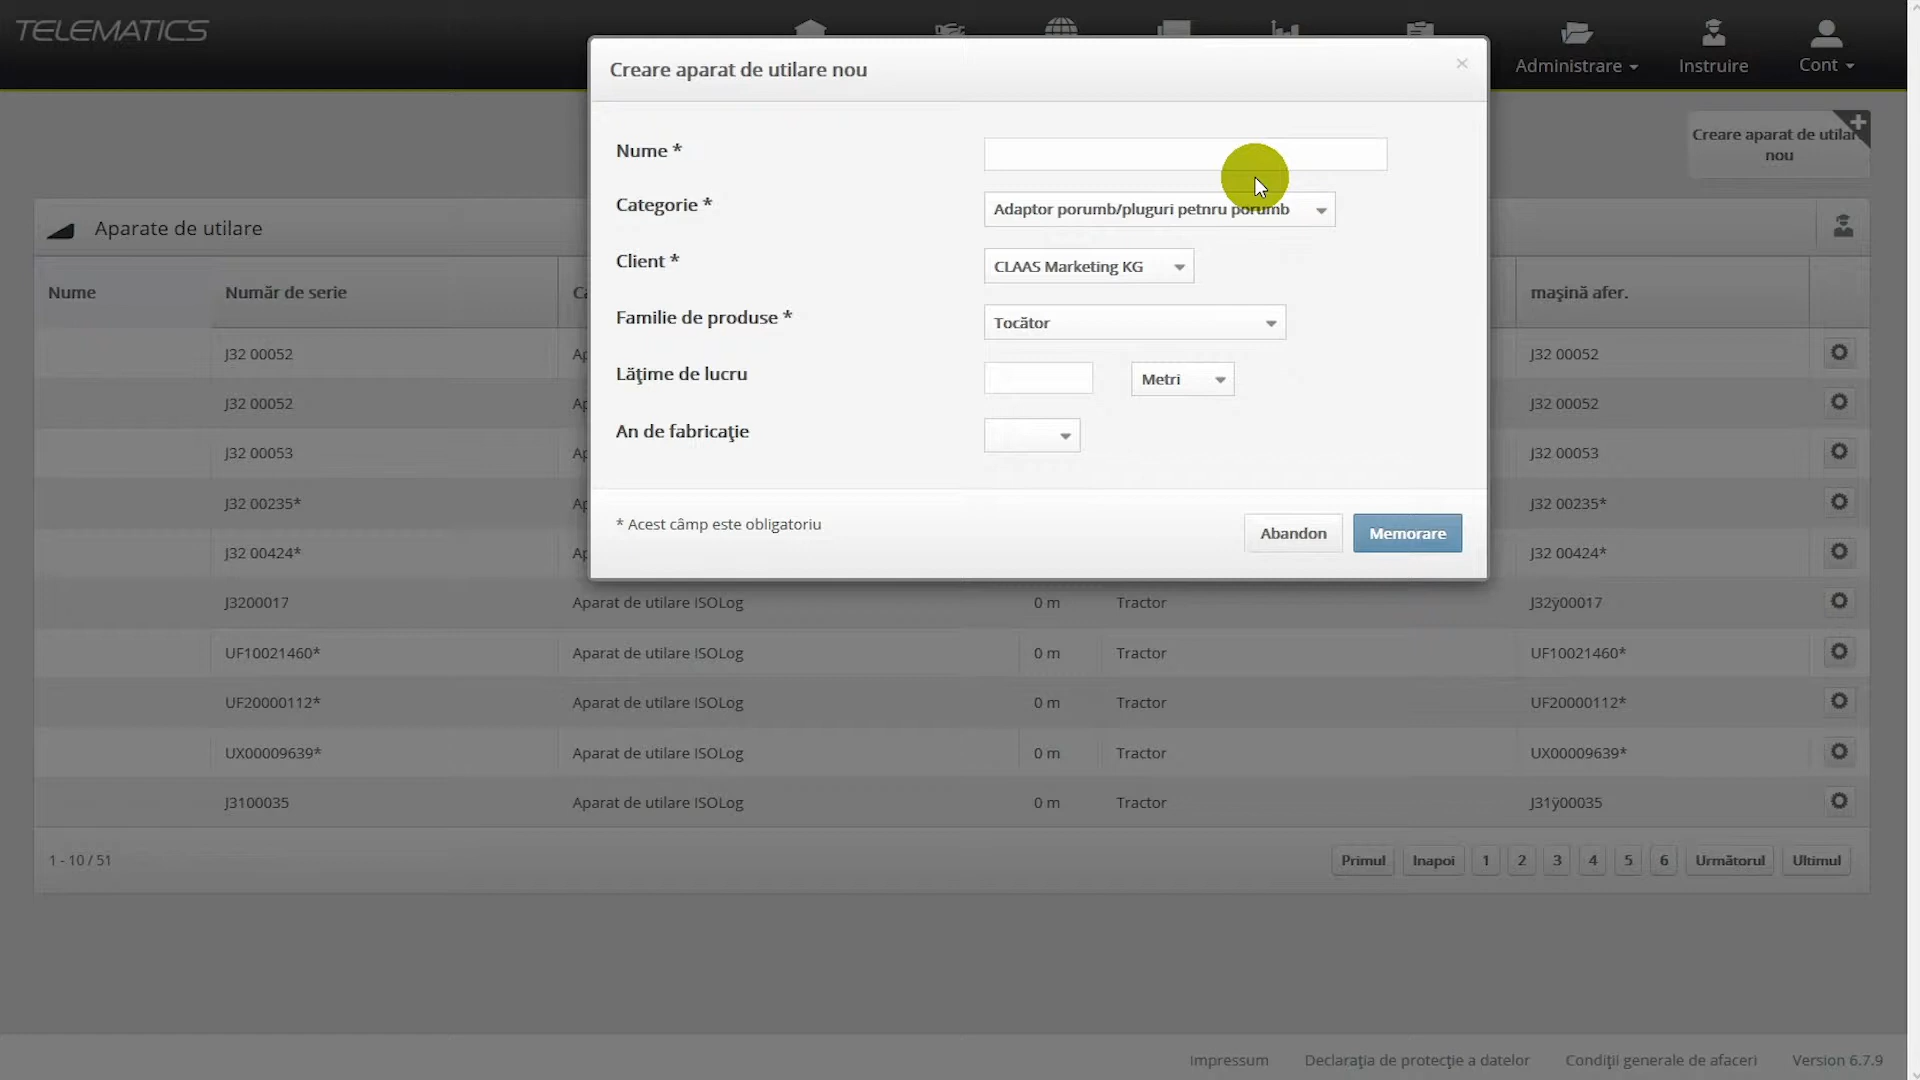 TELEMATICS
Administrare
Instruire
Cont
Creare aparat de utilare nou
×
Nume *
Categorie *
Adaptor porumb/pluguri petnru porumb
Client *
CLAAS Marketing KG
Familie de produse *
Tocător
Lățime de lucru
Metri
An de fabricație
* Acest câmp este obligatoriu
Abandon
Memorare
Creare aparat de utilar
nou
Aparate de utilare
Nume
Număr de serie
mașină afer.
J32 00052
J32 00052
J32 00052
J32 00052
J32 00053
J32 00053
J32 00235*
J32 00235*
J32 00424*
J32 00424*
J3200017 Aparat de utilare ISOLog 0 m Tractor J32ÿ00017
UF10021460* Aparat de utilare ISOLog 0 m Tractor UF10021460*
UF20000112* Aparat de utilare ISOLog 0 m Tractor UF20000112*
UX00009639* Aparat de utilare ISOLog 0 m Tractor UX00009639*
J3100035 Aparat de utilare ISOLog 0 m Tractor J31ÿ00035
1 - 10 / 51
Primul Inapoi 1 2 3 4 5 6 Următorul Ultimul
Impressum Declarația de protecție a datelor Condiții generale de afaceri Version 6.7.9